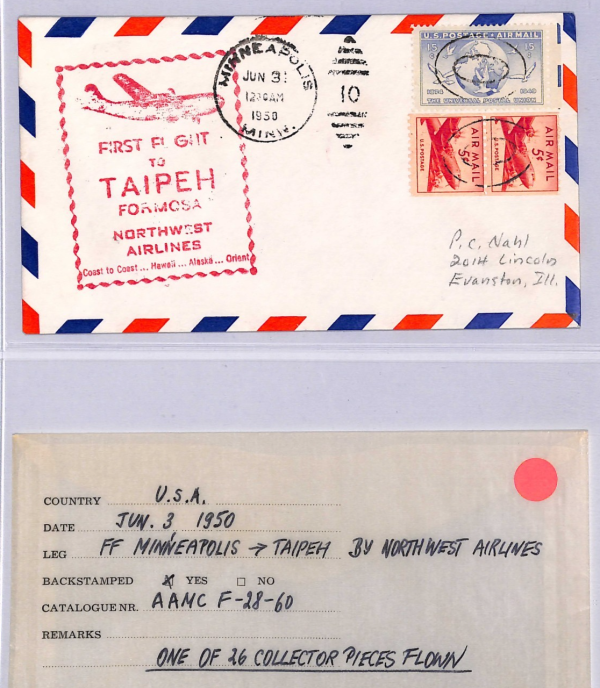 FIRST FLIGHT
TO
TAIPEH
FORMOSA
NORTHWEST
AIRLINES
Coast to Coast... Hawaii... Alaska... Orient
MINNEAPOLIS
MINN.
JUN 3
12 30 AM
1950
10
U.S. POSTAGE · AIR MAIL
15¢ 15¢
1874 1949
THE UNIVERSAL POSTAL UNION
AIR MAIL
5¢
U.S. POSTAGE
AIR MAIL
5¢
U.S. POSTAGE
P.C. Nahl
2014 Lincoln
Evanston, Ill.
COUNTRY U.S.A.
DATE JUN. 3, 1950
LEG FF MINNEAPOLIS → TAIPEH BY NORTHWEST AIRLINES
BACKSTAMPED ☒ YES ☐ NO
CATALOGUE NR. AAMC F-28-60
REMARKS
ONE OF 26 COLLECTOR PIECES FLOWN